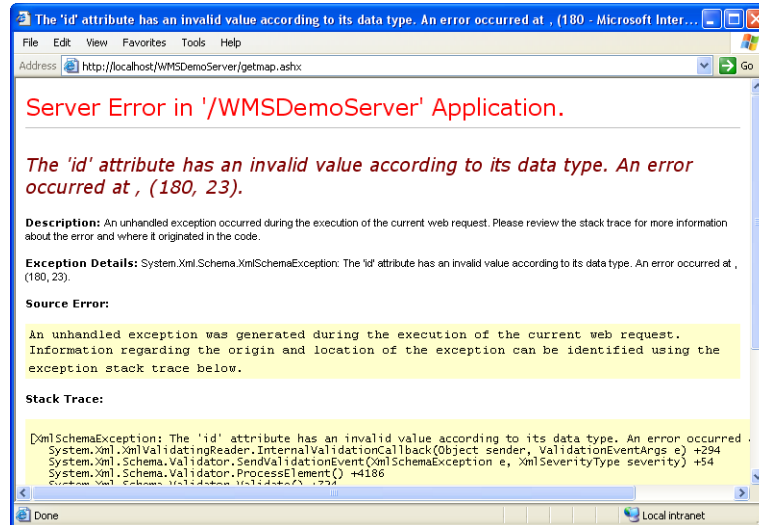 The 'id' attribute has an invalid value according to its data type. An error occurred at , (180 - Microsoft Inter...
File Edit View Favorites Tools Help
Address http://localhost/WMSDemoServer/getmap.ashx Go
Server Error in '/WMSDemoServer' Application.
The 'id' attribute has an invalid value according to its data type. An error
occurred at , (180, 23).
Description: An unhandled exception occurred during the execution of the current web request. Please review the stack trace for more information
about the error and where it originated in the code.
Exception Details: System.Xml.Schema.XmlSchemaException: The 'id' attribute has an invalid value according to its data type. An error occurred at ,
(180, 23).
Source Error:
An unhandled exception was generated during the execution of the current web request.
Information regarding the origin and location of the exception can be identified using the
exception stack trace below.
Stack Trace:
[XmlSchemaException: The 'id' attribute has an invalid value according to its data type. An error occurred
System.Xml.XmlValidatingReader.InternalValidationCallback(Object sender, ValidationEventArgs e) +294
System.Xml.Schema.Validator.SendValidationEvent(XmlSchemaException e, XmlSeverityType severity) +54
System.Xml.Schema.Validator.ProcessElement() +4186
System.Xml.Schema.Validator.Validate() +724
Done Local intranet